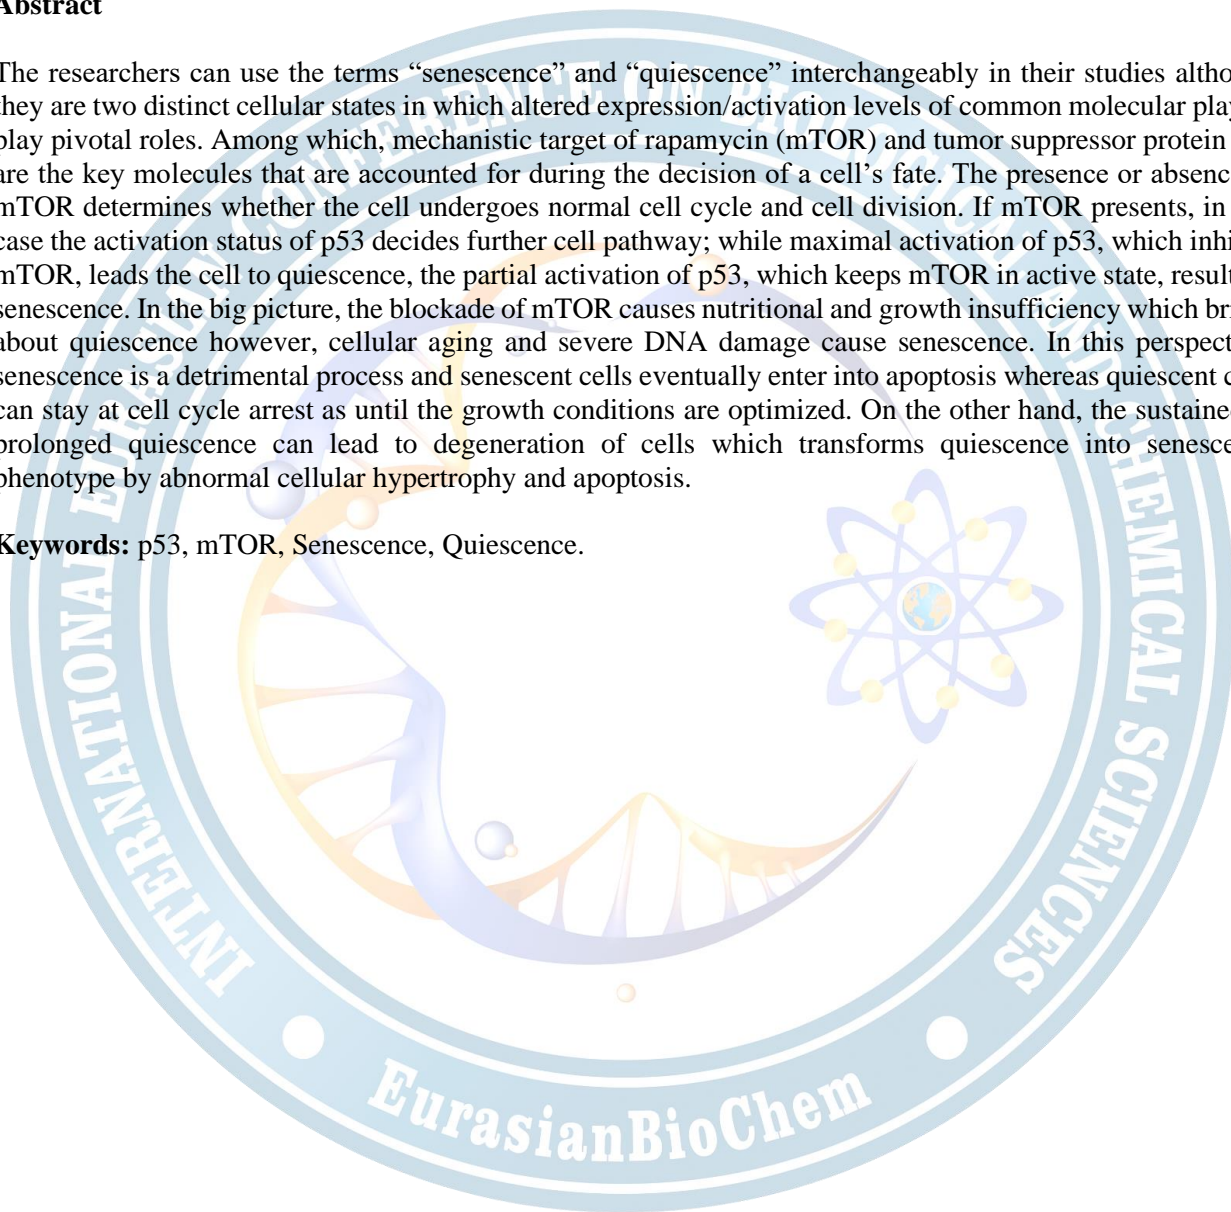 Abstract
The researchers can use the terms “senescence” and “quiescence” interchangeably in their studies altho
they are two distinct cellular states in which altered expression/activation levels of common molecular play
play pivotal roles. Among which, mechanistic target of rapamycin (mTOR) and tumor suppressor protein
are the key molecules that are accounted for during the decision of a cell’s fate. The presence or absenc
mTOR determines whether the cell undergoes normal cell cycle and cell division. If mTOR presents, in
case the activation status of p53 decides further cell pathway; while maximal activation of p53, which inhi
mTOR, leads the cell to quiescence, the partial activation of p53, which keeps mTOR in active state, result
senescence. In the big picture, the blockade of mTOR causes nutritional and growth insufficiency which bri
about quiescence however, cellular aging and severe DNA damage cause senescence. In this perspect
senescence is a detrimental process and senescent cells eventually enter into apoptosis whereas quiescent c
can stay at cell cycle arrest as until the growth conditions are optimized. On the other hand, the sustained
prolonged quiescence can lead to degeneration of cells which transforms quiescence into senesce
phenotype by abnormal cellular hypertrophy and apoptosis.
Keywords: p53, mTOR, Senescence, Quiescence.
INTERNATIONAL EURASIAN CONFERENCE ON BIOLOGICAL AND CHEMICAL SCIENCES
EurasianBioChem